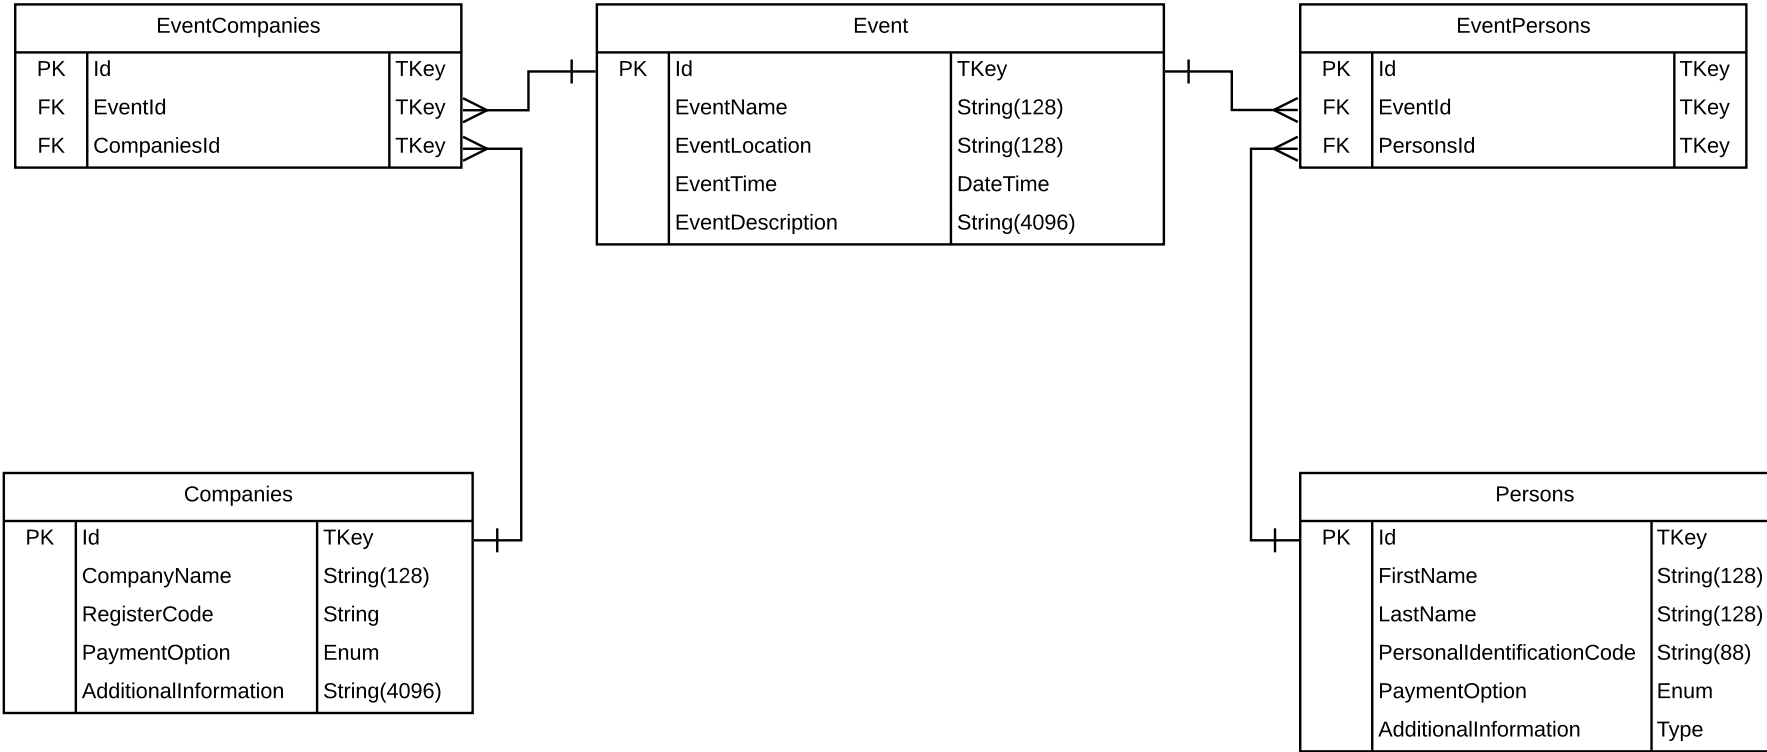 EventCompanies
PK Id TKey
FK EventId TKey
FK CompaniesId TKey
Event
PK Id TKey
EventName String(128)
EventLocation String(128)
EventTime DateTime
EventDescription String(4096)
EventPersons
PK Id TKey
FK EventId TKey
FK PersonsId TKey
Companies
PK Id TKey
CompanyName String(128)
RegisterCode String
PaymentOption Enum
AdditionalInformation String(4096)
Persons
PK Id TKey
FirstName String(128)
LastName String(128)
PersonalIdentificationCode String(88)
PaymentOption Enum
AdditionalInformation Type